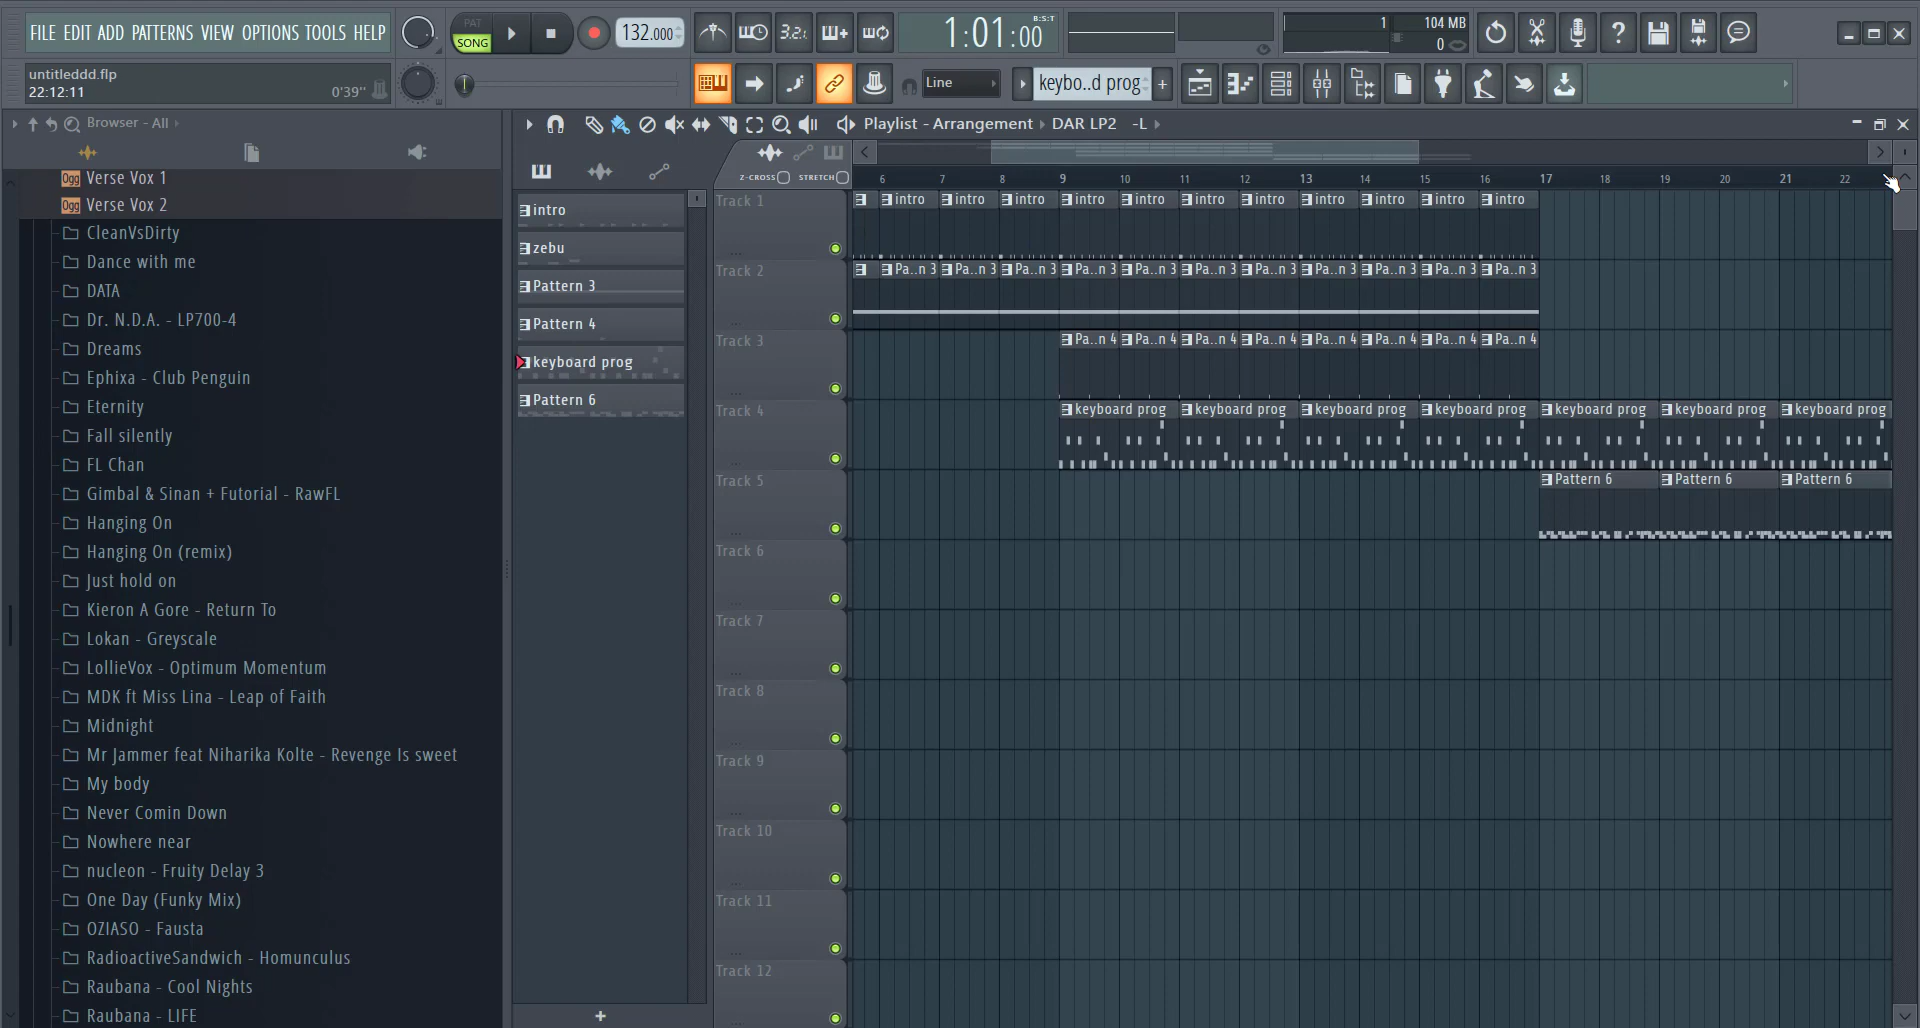 FILE EDIT ADD PATTERNS VIEW OPTIONS TOOLS HELP
PAT
SONG
132.000
3.2.
1:01:00
B:S:T
1
104 MB
0
untitleddd.flp
22:12:11
0'39"
Line
keybo..d prog
+
Browser - All
Playlist - Arrangement
DAR LP2 -L
Z-CROSS
STRETCH
6 7 8 9 10 11 12 13 14 15 16 17 18 19 20 21 22
Verse Vox 1
Verse Vox 2
CleanVsDirty
Dance with me
DATA
Dr. N.D.A. - LP700-4
Dreams
Ephixa - Club Penguin
Eternity
Fall silently
FL Chan
Gimbal & Sinan + Futorial - RawFL
Hanging On
Hanging On (remix)
Just hold on
Kieron A Gore - Return To
Lokan - Greyscale
LollieVox - Optimum Momentum
MDK ft Miss Lina - Leap of Faith
Midnight
Mr Jammer feat Niharika Kolte - Revenge Is sweet
My body
Never Comin Down
Nowhere near
nucleon - Fruity Delay 3
One Day (Funky Mix)
OZIASO - Fausta
RadioactiveSandwich - Homunculus
Raubana - Cool Nights
Raubana - LIFE
intro
zebu
Pattern 3
Pattern 4
keyboard prog
Pattern 6
+
Track 1
intro intro intro intro intro intro intro intro intro intro intro
Track 2
Pa..n 3 Pa..n 3 Pa..n 3 Pa..n 3 Pa..n 3 Pa..n 3 Pa..n 3 Pa..n 3 Pa..n 3 Pa..n 3 Pa..n 3
Track 3
Pa..n 4 Pa..n 4 Pa..n 4 Pa..n 4 Pa..n 4 Pa..n 4 Pa..n 4 Pa..n 4
Track 4
keyboard prog keyboard prog keyboard prog keyboard prog keyboard prog keyboard prog keyboard prog
Track 5
Pattern 6 Pattern 6 Pattern 6
Track 6
Track 7
Track 8
Track 9
Track 10
Track 11
Track 12